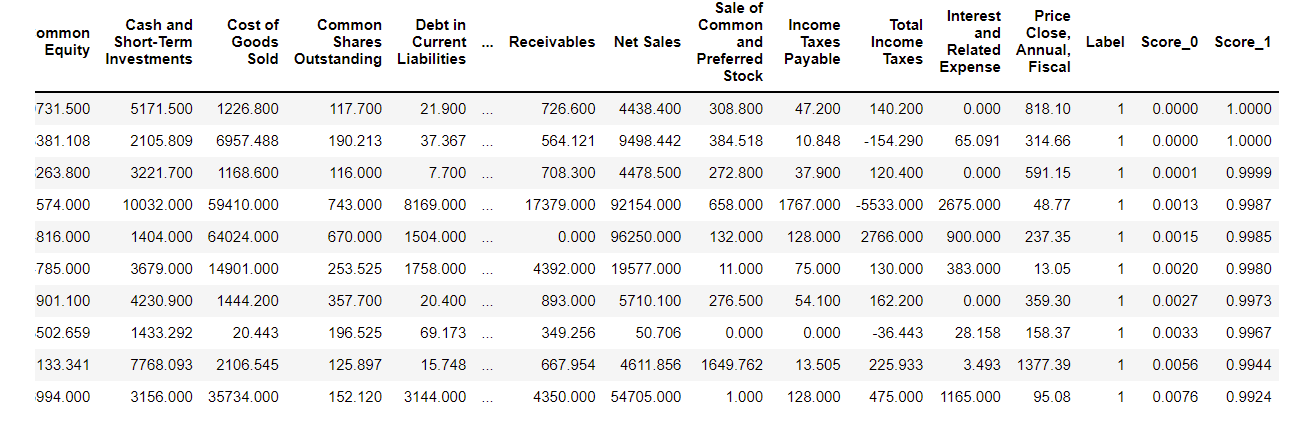 ommon
Equity
Cash and
Short-Term
Investments
Cost of
Goods
Sold
Common
Shares
Outstanding
Debt in
Current
Liabilities
...
Receivables
Net Sales
Sale of
Common
and
Preferred
Stock
Income
Taxes
Payable
Total
Income
Taxes
Interest
and
Related
Expense
Price
Close,
Annual,
Fiscal
Label
Score_0
Score_1
731.500 5171.500 1226.800 117.700 21.900 ... 726.600 4438.400 308.800 47.200 140.200 0.000 818.10 1 0.0000 1.0000
381.108 2105.809 6957.488 190.213 37.367 ... 564.121 9498.442 384.518 10.848 -154.290 65.091 314.66 1 0.0000 1.0000
263.800 3221.700 1168.600 116.000 7.700 ... 708.300 4478.500 272.800 37.900 120.400 0.000 591.15 1 0.0001 0.9999
574.000 10032.000 59410.000 743.000 8169.000 ... 17379.000 92154.000 658.000 1767.000 -5533.000 2675.000 48.77 1 0.0013 0.9987
816.000 1404.000 64024.000 670.000 1504.000 ... 0.000 96250.000 132.000 128.000 2766.000 900.000 237.35 1 0.0015 0.9985
785.000 3679.000 14901.000 253.525 1758.000 ... 4392.000 19577.000 11.000 75.000 130.000 383.000 13.05 1 0.0020 0.9980
901.100 4230.900 1444.200 357.700 20.400 ... 893.000 5710.100 276.500 54.100 162.200 0.000 359.30 1 0.0027 0.9973
502.659 1433.292 20.443 196.525 69.173 ... 349.256 50.706 0.000 0.000 -36.443 28.158 158.37 1 0.0033 0.9967
133.341 7768.093 2106.545 125.897 15.748 ... 667.954 4611.856 1649.762 13.505 225.933 3.493 1377.39 1 0.0056 0.9944
994.000 3156.000 35734.000 152.120 3144.000 ... 4350.000 54705.000 1.000 128.000 475.000 1165.000 95.08 1 0.0076 0.9924